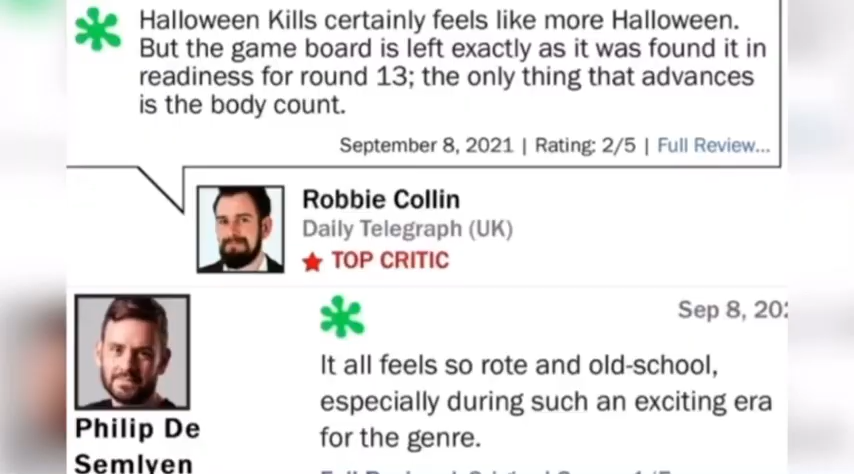 Halloween Kills certainly feels like more Halloween.
But the game board is left exactly as it was found it in
readiness for round 13; the only thing that advances
is the body count.
September 8, 2021 | Rating: 2/5 | Full Review...
Robbie Collin
Daily Telegraph (UK)
TOP CRITIC
Sep 8, 202
It all feels so rote and old-school,
especially during such an exciting era
for the genre.
Philip De
Semlyen